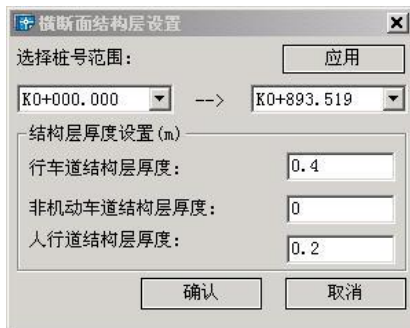 横断面结构层设置
选择桩号范围: 应用
K0+000.000 --> K0+893.519
结构层厚度设置(m)
行车道结构层厚度: 0.4
非机动车道结构层厚度: 0
人行道结构层厚度: 0.2
确认 取消